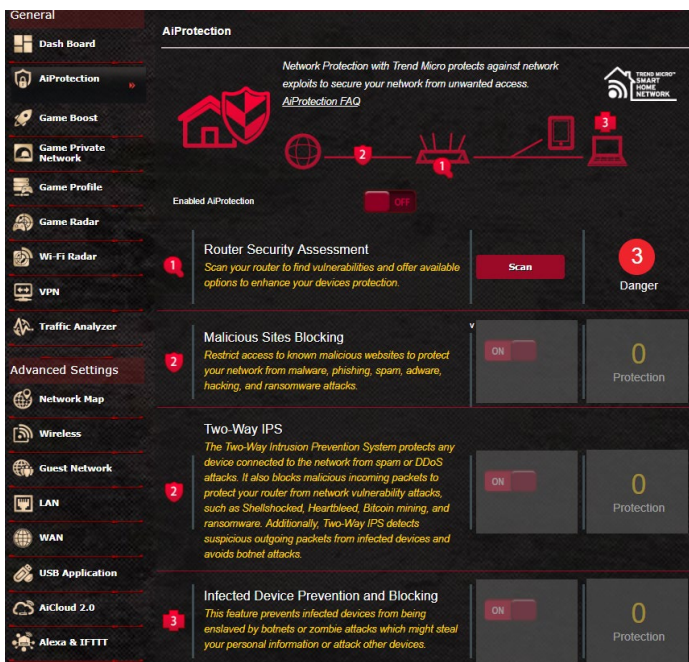 General
Dash Board
AiProtection
Game Boost
Game Private
Network
Game Profile
Game Radar
Wi-Fi Radar
VPN
Traffic Analyzer
Advanced Settings
Network Map
Wireless
Guest Network
LAN
WAN
USB Application
AiCloud 2.0
Alexa & IFTTT
AiProtection
Network Protection with Trend Micro protects against network
exploits to secure your network from unwanted access.
AiProtection FAQ
TREND MICRO™
SMART
HOME
NETWORK
3
2
1
Enabled AiProtection
OFF
1
Router Security Assessment
Scan your router to find vulnerabilities and offer available
options to enhance your devices protection.
Scan
3
Danger
2
Malicious Sites Blocking
Restrict access to known malicious websites to protect
your network from malware, phishing, spam, adware,
hacking, and ransomware attacks.
v
ON
0
Protection
2
Two-Way IPS
The Two-Way Intrusion Prevention System protects any
device connected to the network from spam or DDoS
attacks. It also blocks malicious incoming packets to
protect your router from network vulnerability attacks,
such as Shellshocked, Heartbleed, Bitcoin mining, and
ransomware. Additionally, Two-Way IPS detects
suspicious outgoing packets from infected devices and
avoids botnet attacks.
ON
0
Protection
3
Infected Device Prevention and Blocking
This feature prevents infected devices from being
enslaved by botnets or zombie attacks which might steal
your personal information or attack other devices.
ON
0
Protection